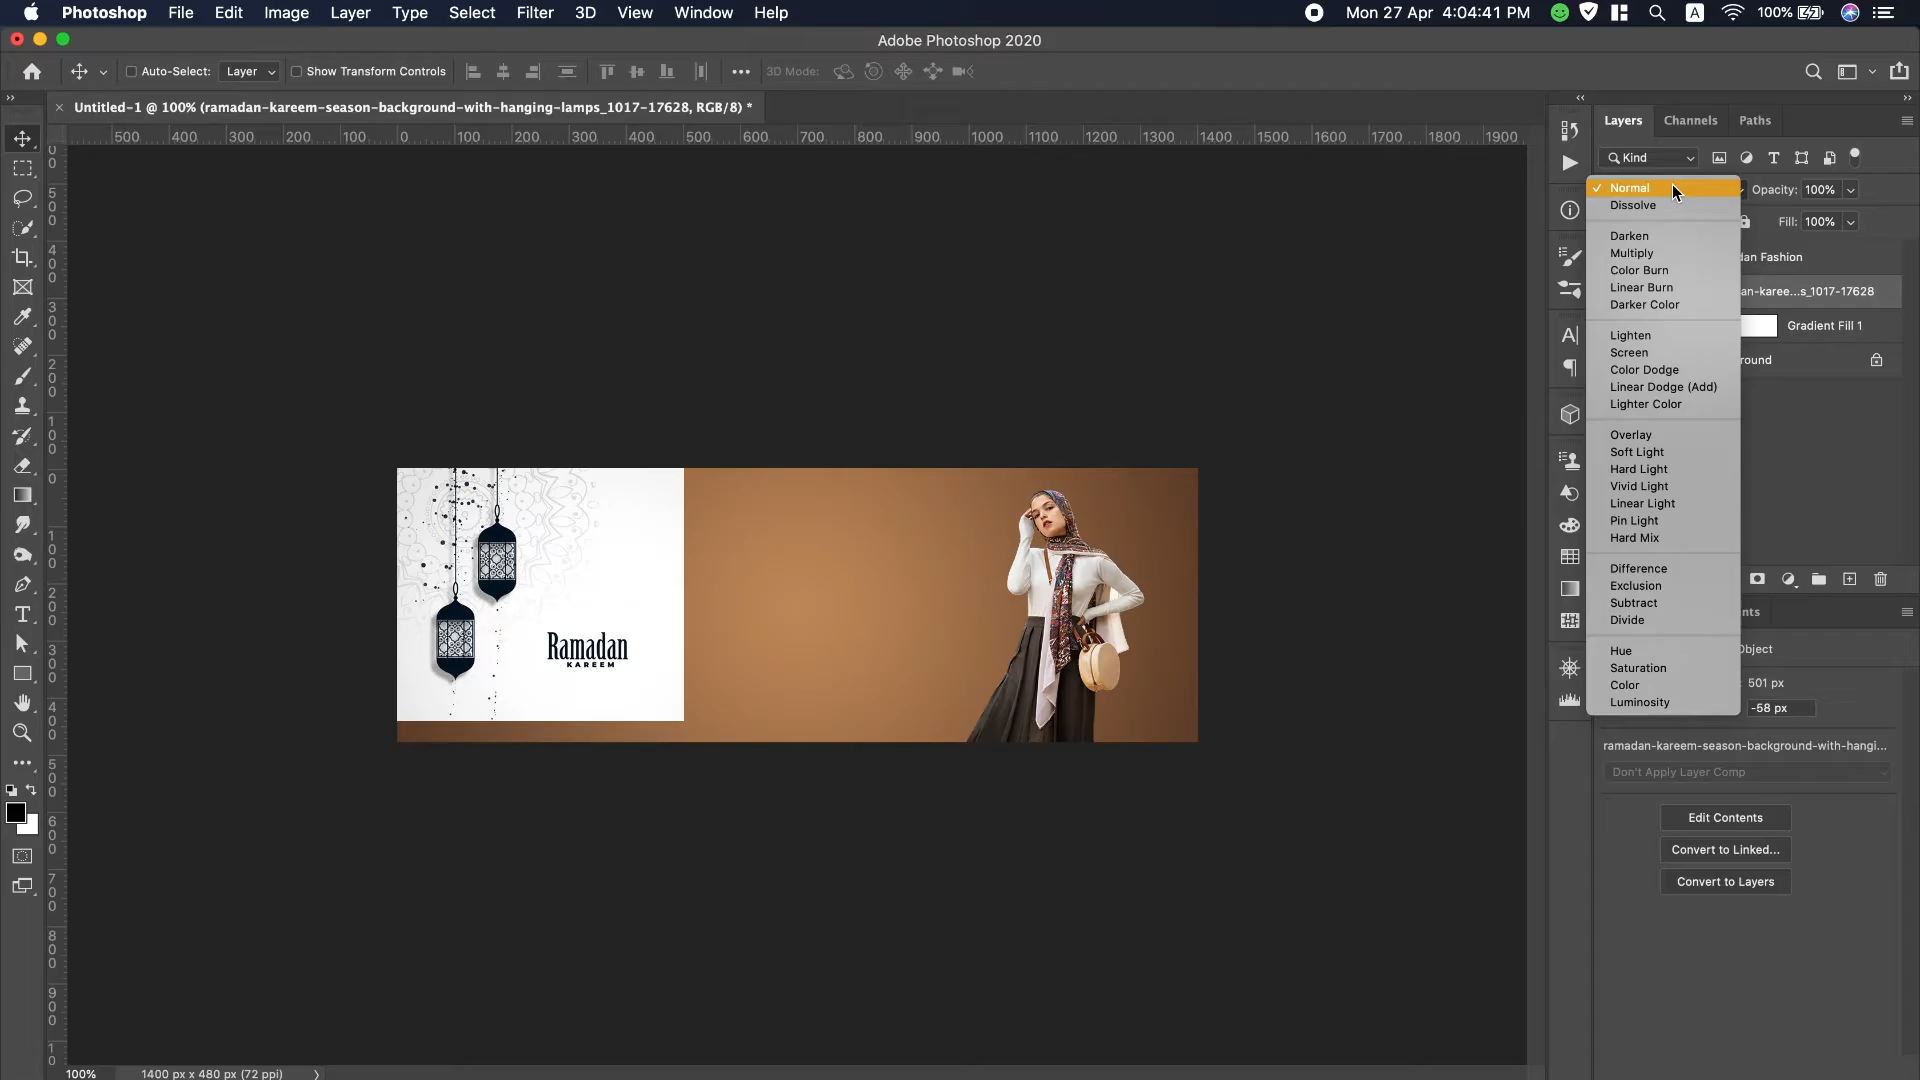 Photoshop File Edit Image Layer Type Select Filter 3D View Window Help Mon 27 Apr 4:04:41 PM A 100%
Adobe Photoshop 2020
Auto-Select: Layer Show Transform Controls 3D Mode:
Untitled-1 @ 100% (ramadan-kareem-season-background-with-hanging-lamps_1017-17628, RGB/8) *
500 400 300 200 100 0 100 200 300 400 500 600 700 800 900 1000 1100 1200 1300 1400 1500 1600 1700 1800 1900
Layers Channels Paths
Kind
Normal Opacity: 100%
Dissolve
Fill: 100%
Darken
Multiply
dan Fashion
Color Burn
Linear Burn
an-karee...s_1017-17628
Darker Color
Gradient Fill 1
Lighten
Screen
round
Color Dodge
Linear Dodge (Add)
Lighter Color
Overlay
Soft Light
Hard Light
Vivid Light
Linear Light
Pin Light
Hard Mix
Difference
Exclusion
Subtract
nts
Divide
Hue
Object
Saturation
Color
501 px
Luminosity
-58 px
Ramadan
KAREEM
ramadan-kareem-season-background-with-hangi...
Don't Apply Layer Comp
Edit Contents
Convert to Linked...
Convert to Layers
100% 1400 px x 480 px (72 ppi)